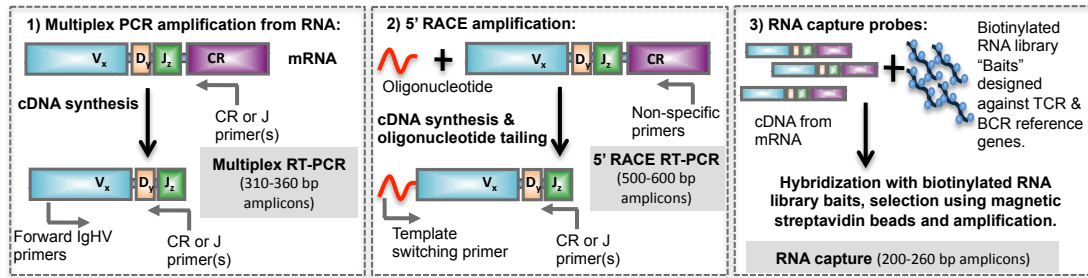 1) Multiplex PCR amplification from RNA:
Vx
Dy
Jz
CR
mRNA
cDNA synthesis
CR or J
primer(s)
Multiplex RT-PCR
(310-360 bp
amplicons)
Vx
Dy
Jz
Forward IgHV
primers
CR or J
primer(s)
2) 5’ RACE amplification:
+
Vx
Dy
Jz
CR
Oligonucleotide
cDNA synthesis &
oligonucleotide tailing
Non-specific
primers
5’ RACE RT-PCR
(500-600 bp
amplicons)
Vx
Dy
Jz
Template
switching primer
CR or J
primer(s)
3) RNA capture probes:
+
cDNA from
mRNA
Biotinylated
RNA library
“Baits”
designed
against TCR &
BCR reference
genes.
Hybridization with biotinylated RNA
library baits, selection using magnetic
streptavidin beads and amplification.
RNA capture (200-260 bp amplicons)